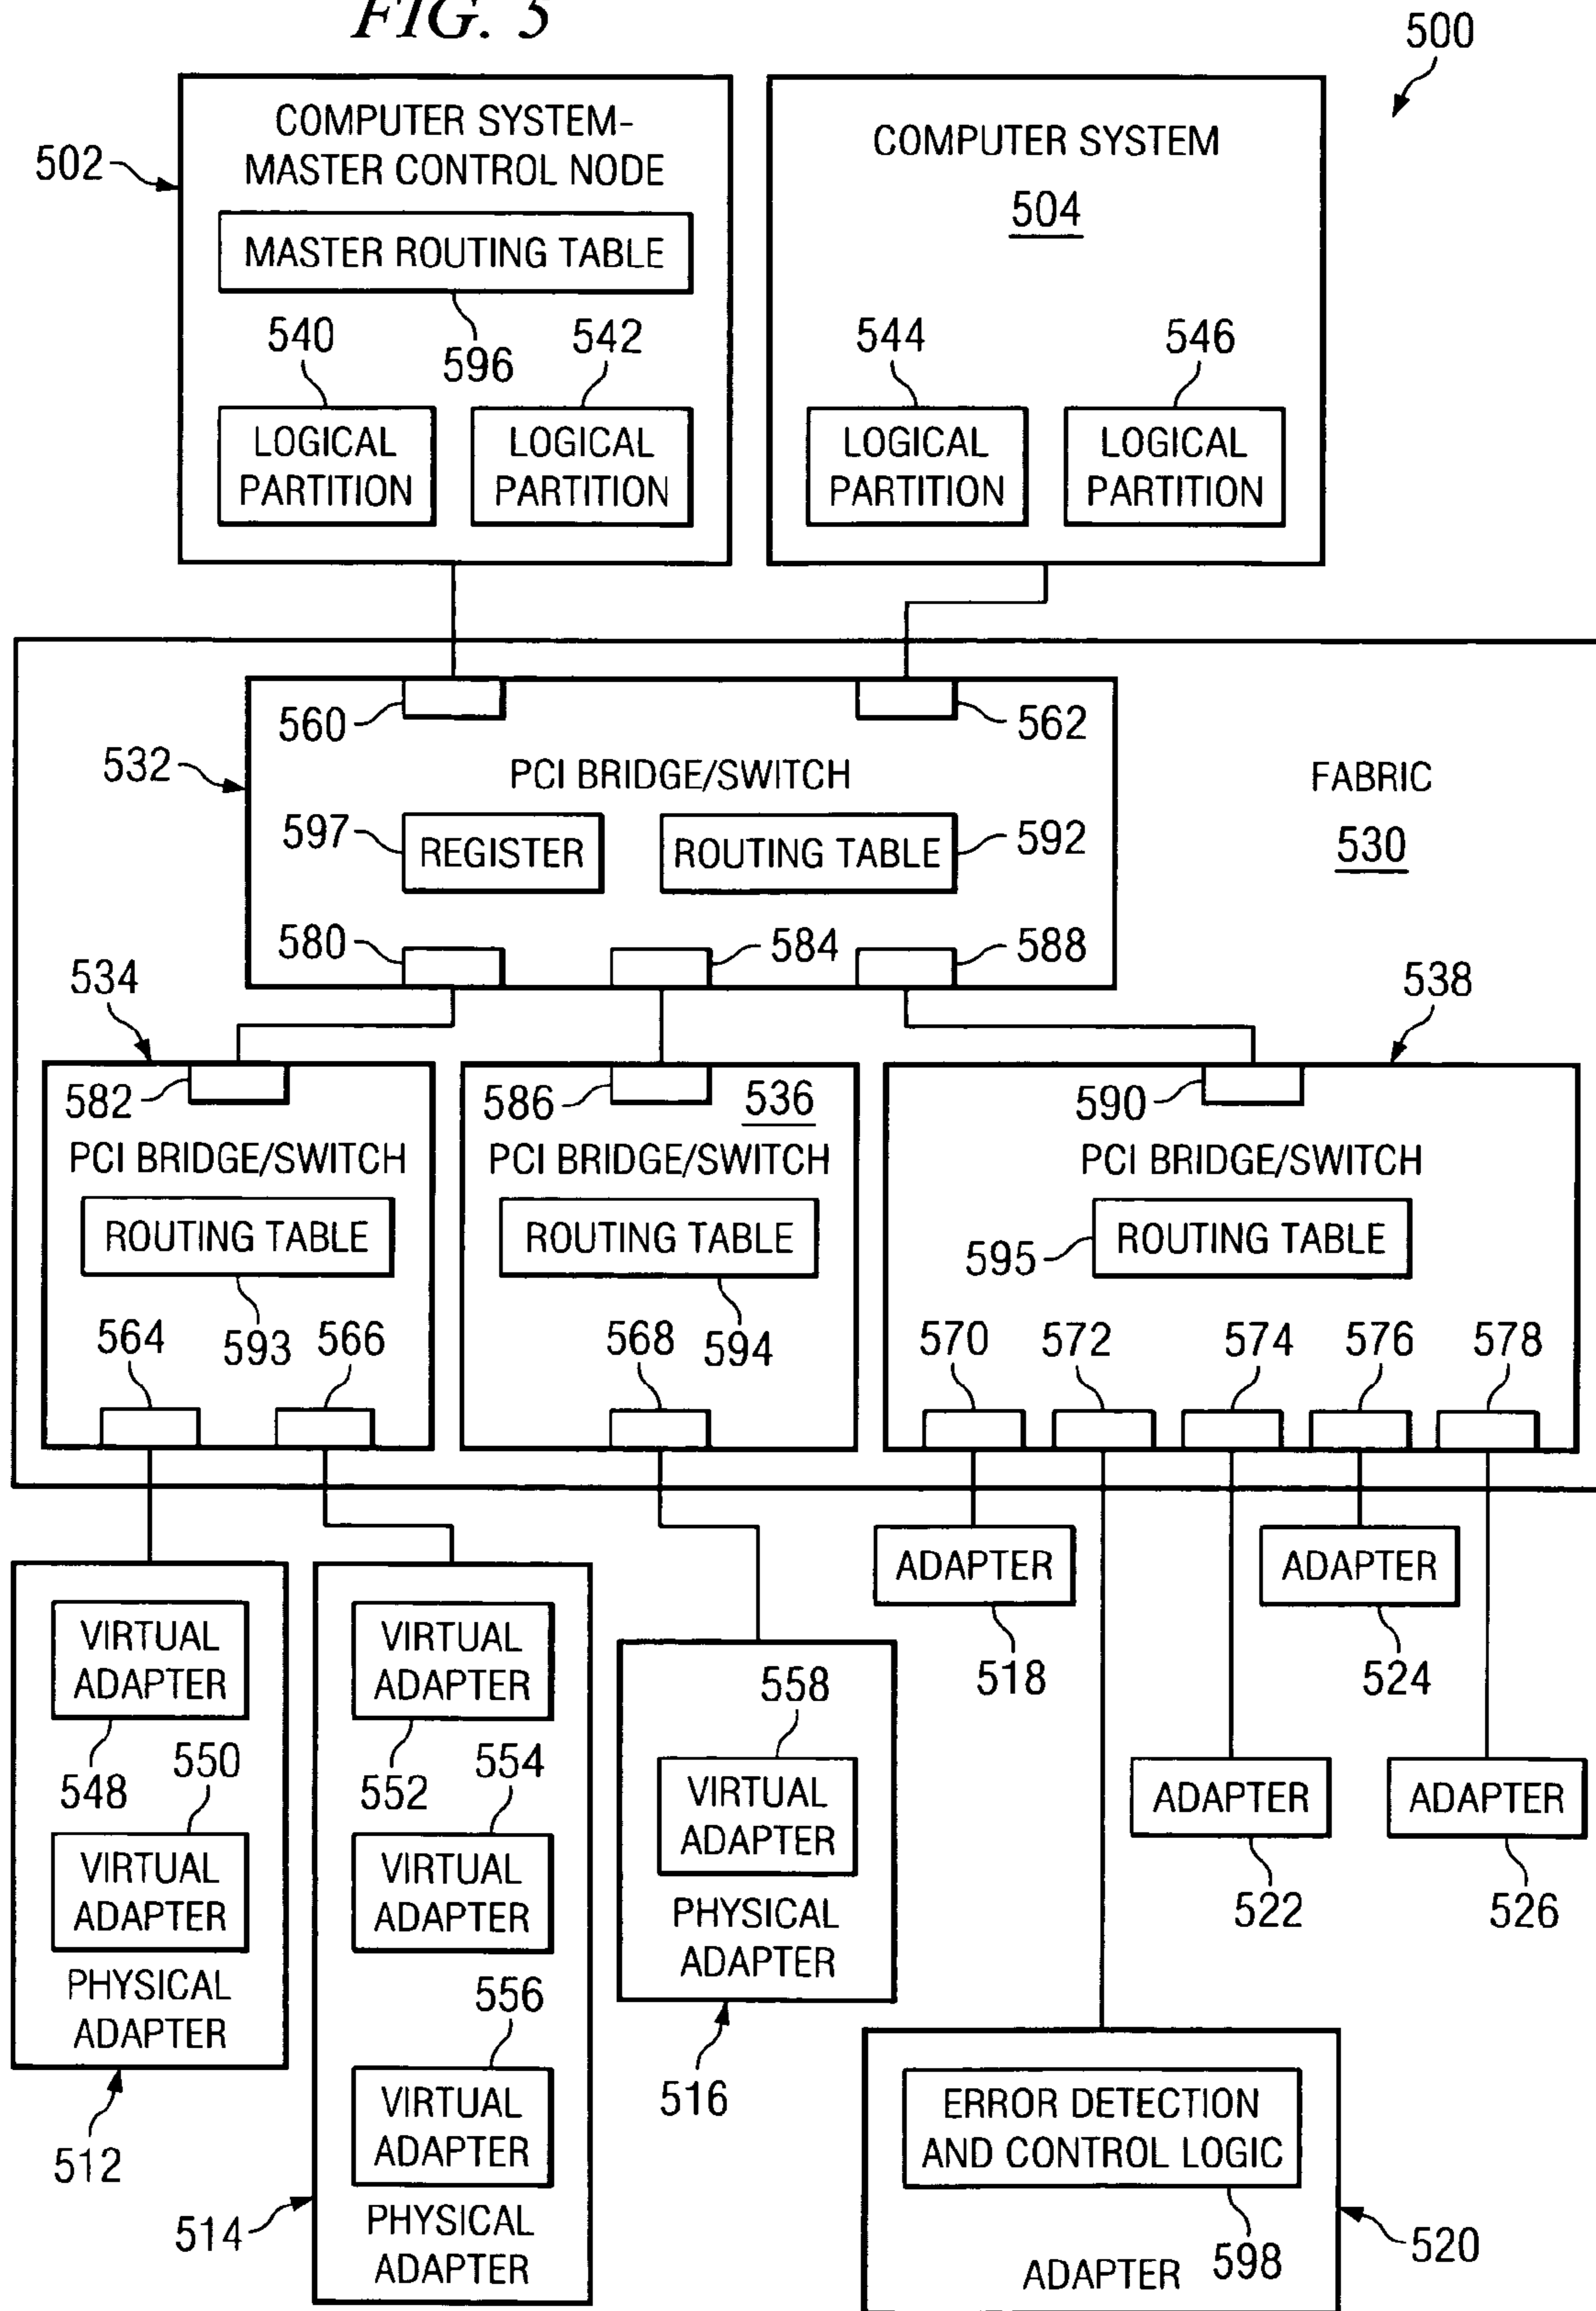 FIG. 5
500
COMPUTER SYSTEM-
MASTER CONTROL NODE
502
MASTER ROUTING TABLE
596
540
542
LOGICAL
PARTITION
LOGICAL
PARTITION
COMPUTER SYSTEM
504
544
546
LOGICAL
PARTITION
LOGICAL
PARTITION
560
562
532
PCI BRIDGE/SWITCH
FABRIC
530
597
REGISTER
ROUTING TABLE
592
580
584
588
534
538
582
PCI BRIDGE/SWITCH
ROUTING TABLE
593
564
566
586
536
PCI BRIDGE/SWITCH
ROUTING TABLE
594
568
590
PCI BRIDGE/SWITCH
595
ROUTING TABLE
570
572
574
576
578
VIRTUAL
ADAPTER
548
550
VIRTUAL
ADAPTER
PHYSICAL
ADAPTER
512
VIRTUAL
ADAPTER
552
554
VIRTUAL
ADAPTER
556
VIRTUAL
ADAPTER
PHYSICAL
ADAPTER
514
558
VIRTUAL
ADAPTER
PHYSICAL
ADAPTER
516
ADAPTER
518
ADAPTER
524
ADAPTER
522
ADAPTER
526
ERROR DETECTION
AND CONTROL LOGIC
598
ADAPTER
520